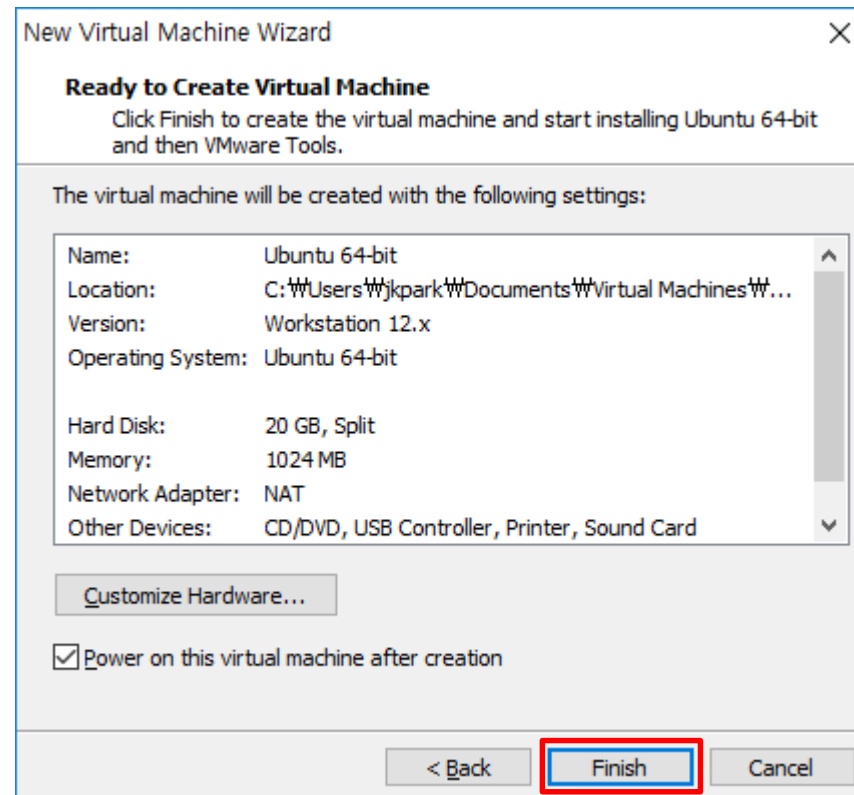 New Virtual Machine Wizard
Ready to Create Virtual Machine
Click Finish to create the virtual machine and start installing Ubuntu 64-bit
and then VMware Tools.
The virtual machine will be created with the following settings:
Name: Ubuntu 64-bit
Location: C:₩Users₩jkpark₩Documents₩Virtual Machines₩...
Version: Workstation 12.x
Operating System: Ubuntu 64-bit
Hard Disk: 20 GB, Split
Memory: 1024 MB
Network Adapter: NAT
Other Devices: CD/DVD, USB Controller, Printer, Sound Card
Customize Hardware...
Power on this virtual machine after creation
< Back Finish Cancel